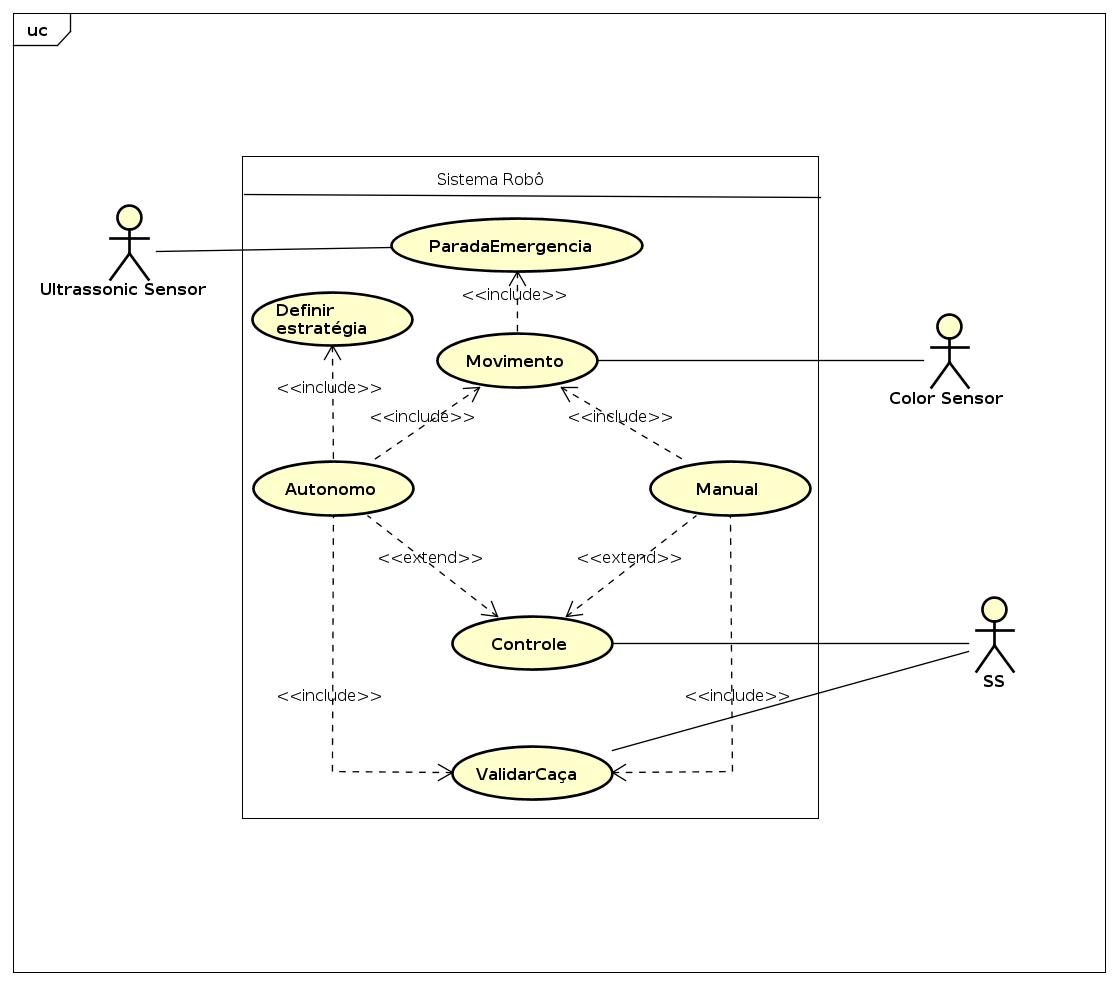 uc
Sistema Robô
ParadaEmergencia
Ultrassonic Sensor
<<include>>
Definir
estratégia
Movimento
Color Sensor
<<include>>
<<include>>
<<include>>
Autonomo
Manual
<<extend>>
<<extend>>
Controle
SS
<<include>>
<<include>>
ValidarCaça